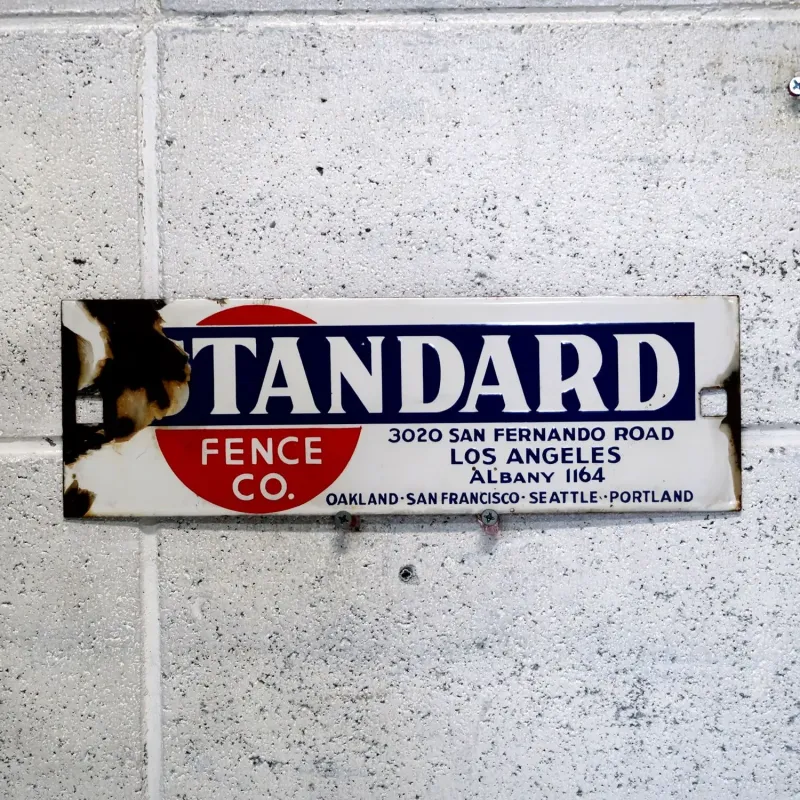 STANDARD
FENCE
CO.
3020 SAN FERNANDO ROAD
LOS ANGELES
ALBANY 1164
OAKLAND·SAN FRANCISCO·SEATTLE·PORTLAND